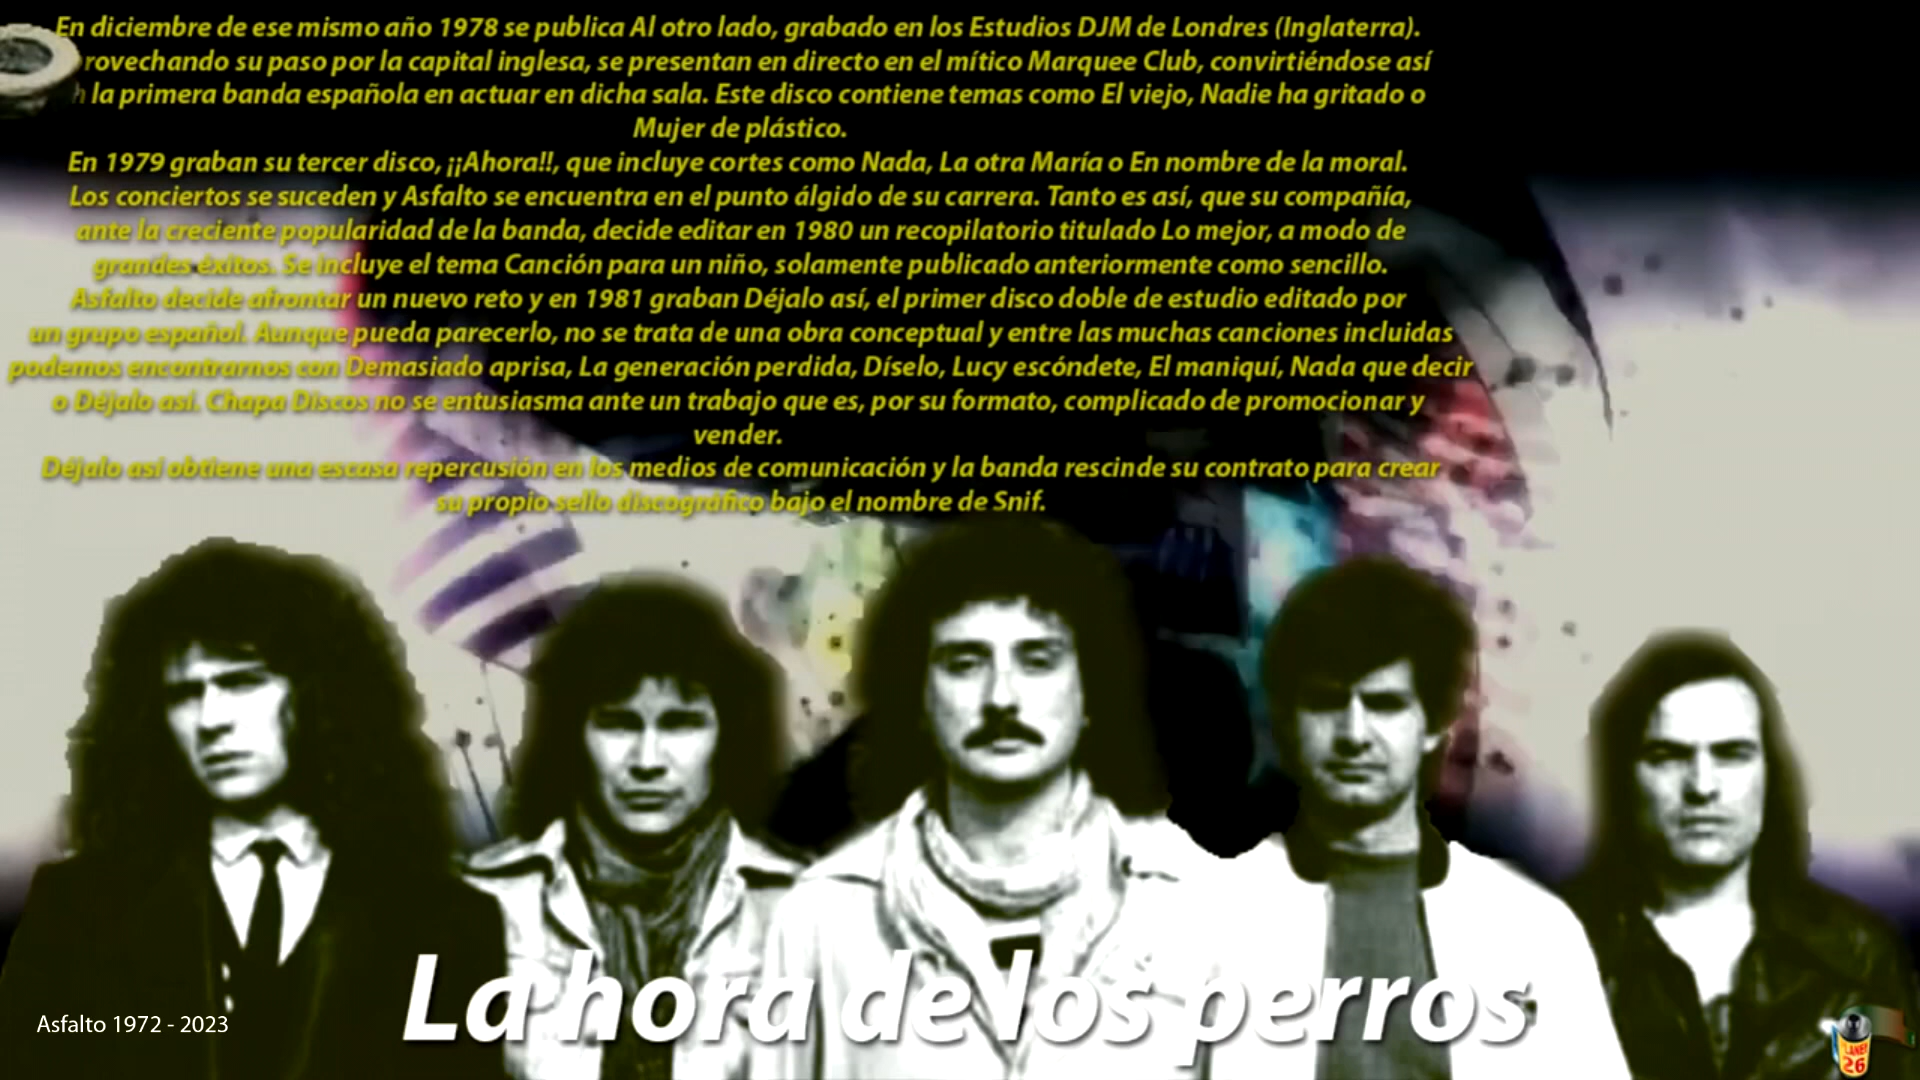 En diciembre de ese mismo año 1978 se publica Al otro lado, grabado en los Estudios DJM de Londres (Inglaterra).
rovechando su paso por la capital inglesa, se presentan en directo en el mítico Marquee Club, convirtiéndose así
la primera banda española en actuar en dicha sala. Este disco contiene temas como El viejo, Nadie ha gritado o
Mujer de plástico.
En 1979 graban su tercer disco, ¡¡Ahora!!, que incluye cortes como Nada, La otra María o En nombre de la moral.
Los conciertos se suceden y Asfalto se encuentra en el punto álgido de su carrera. Tanto es así, que su compañía,
ante la creciente popularidad de la banda, decide editar en 1980 un recopilatorio titulado Lo mejor, a modo de
grandes éxitos. Se incluye el tema Canción para un niño, solamente publicado anteriormente como sencillo.
Asfalto decide afrontar un nuevo reto y en 1981 graban Déjalo así, el primer disco doble de estudio editado por
un grupo español. Aunque pueda parecerlo, no se trata de una obra conceptual y entre las muchas canciones incluidas
podemos encontrarnos con Demasiado aprisa, La generación perdida, Díselo, Lucy escóndete, El maniquí, Nada que decir
o Déjalo así. Chapa Discos no se entusiasma ante un trabajo que es, por su formato, complicado de promocionar y
vender.
Déjalo así obtiene una escasa repercusión en los medios de comunicación y la banda rescinde su contrato para crear
su propio sello discográfico bajo el nombre de Snif.
La hora de los perros
Asfalto 1972 - 2023
26